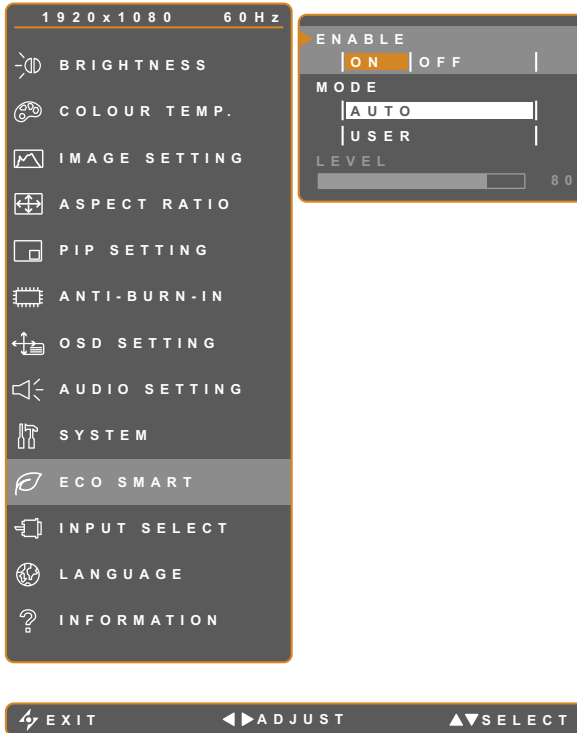 1920x1080 60Hz
BRIGHTNESS
COLOUR TEMP.
IMAGE SETTING
ASPECT RATIO
PIP SETTING
ANTI-BURN-IN
OSD SETTING
AUDIO SETTING
SYSTEM
ECO SMART
INPUT SELECT
LANGUAGE
INFORMATION
ENABLE
ON OFF
MODE
AUTO
USER
LEVEL
80
EXIT ADJUST SELECT